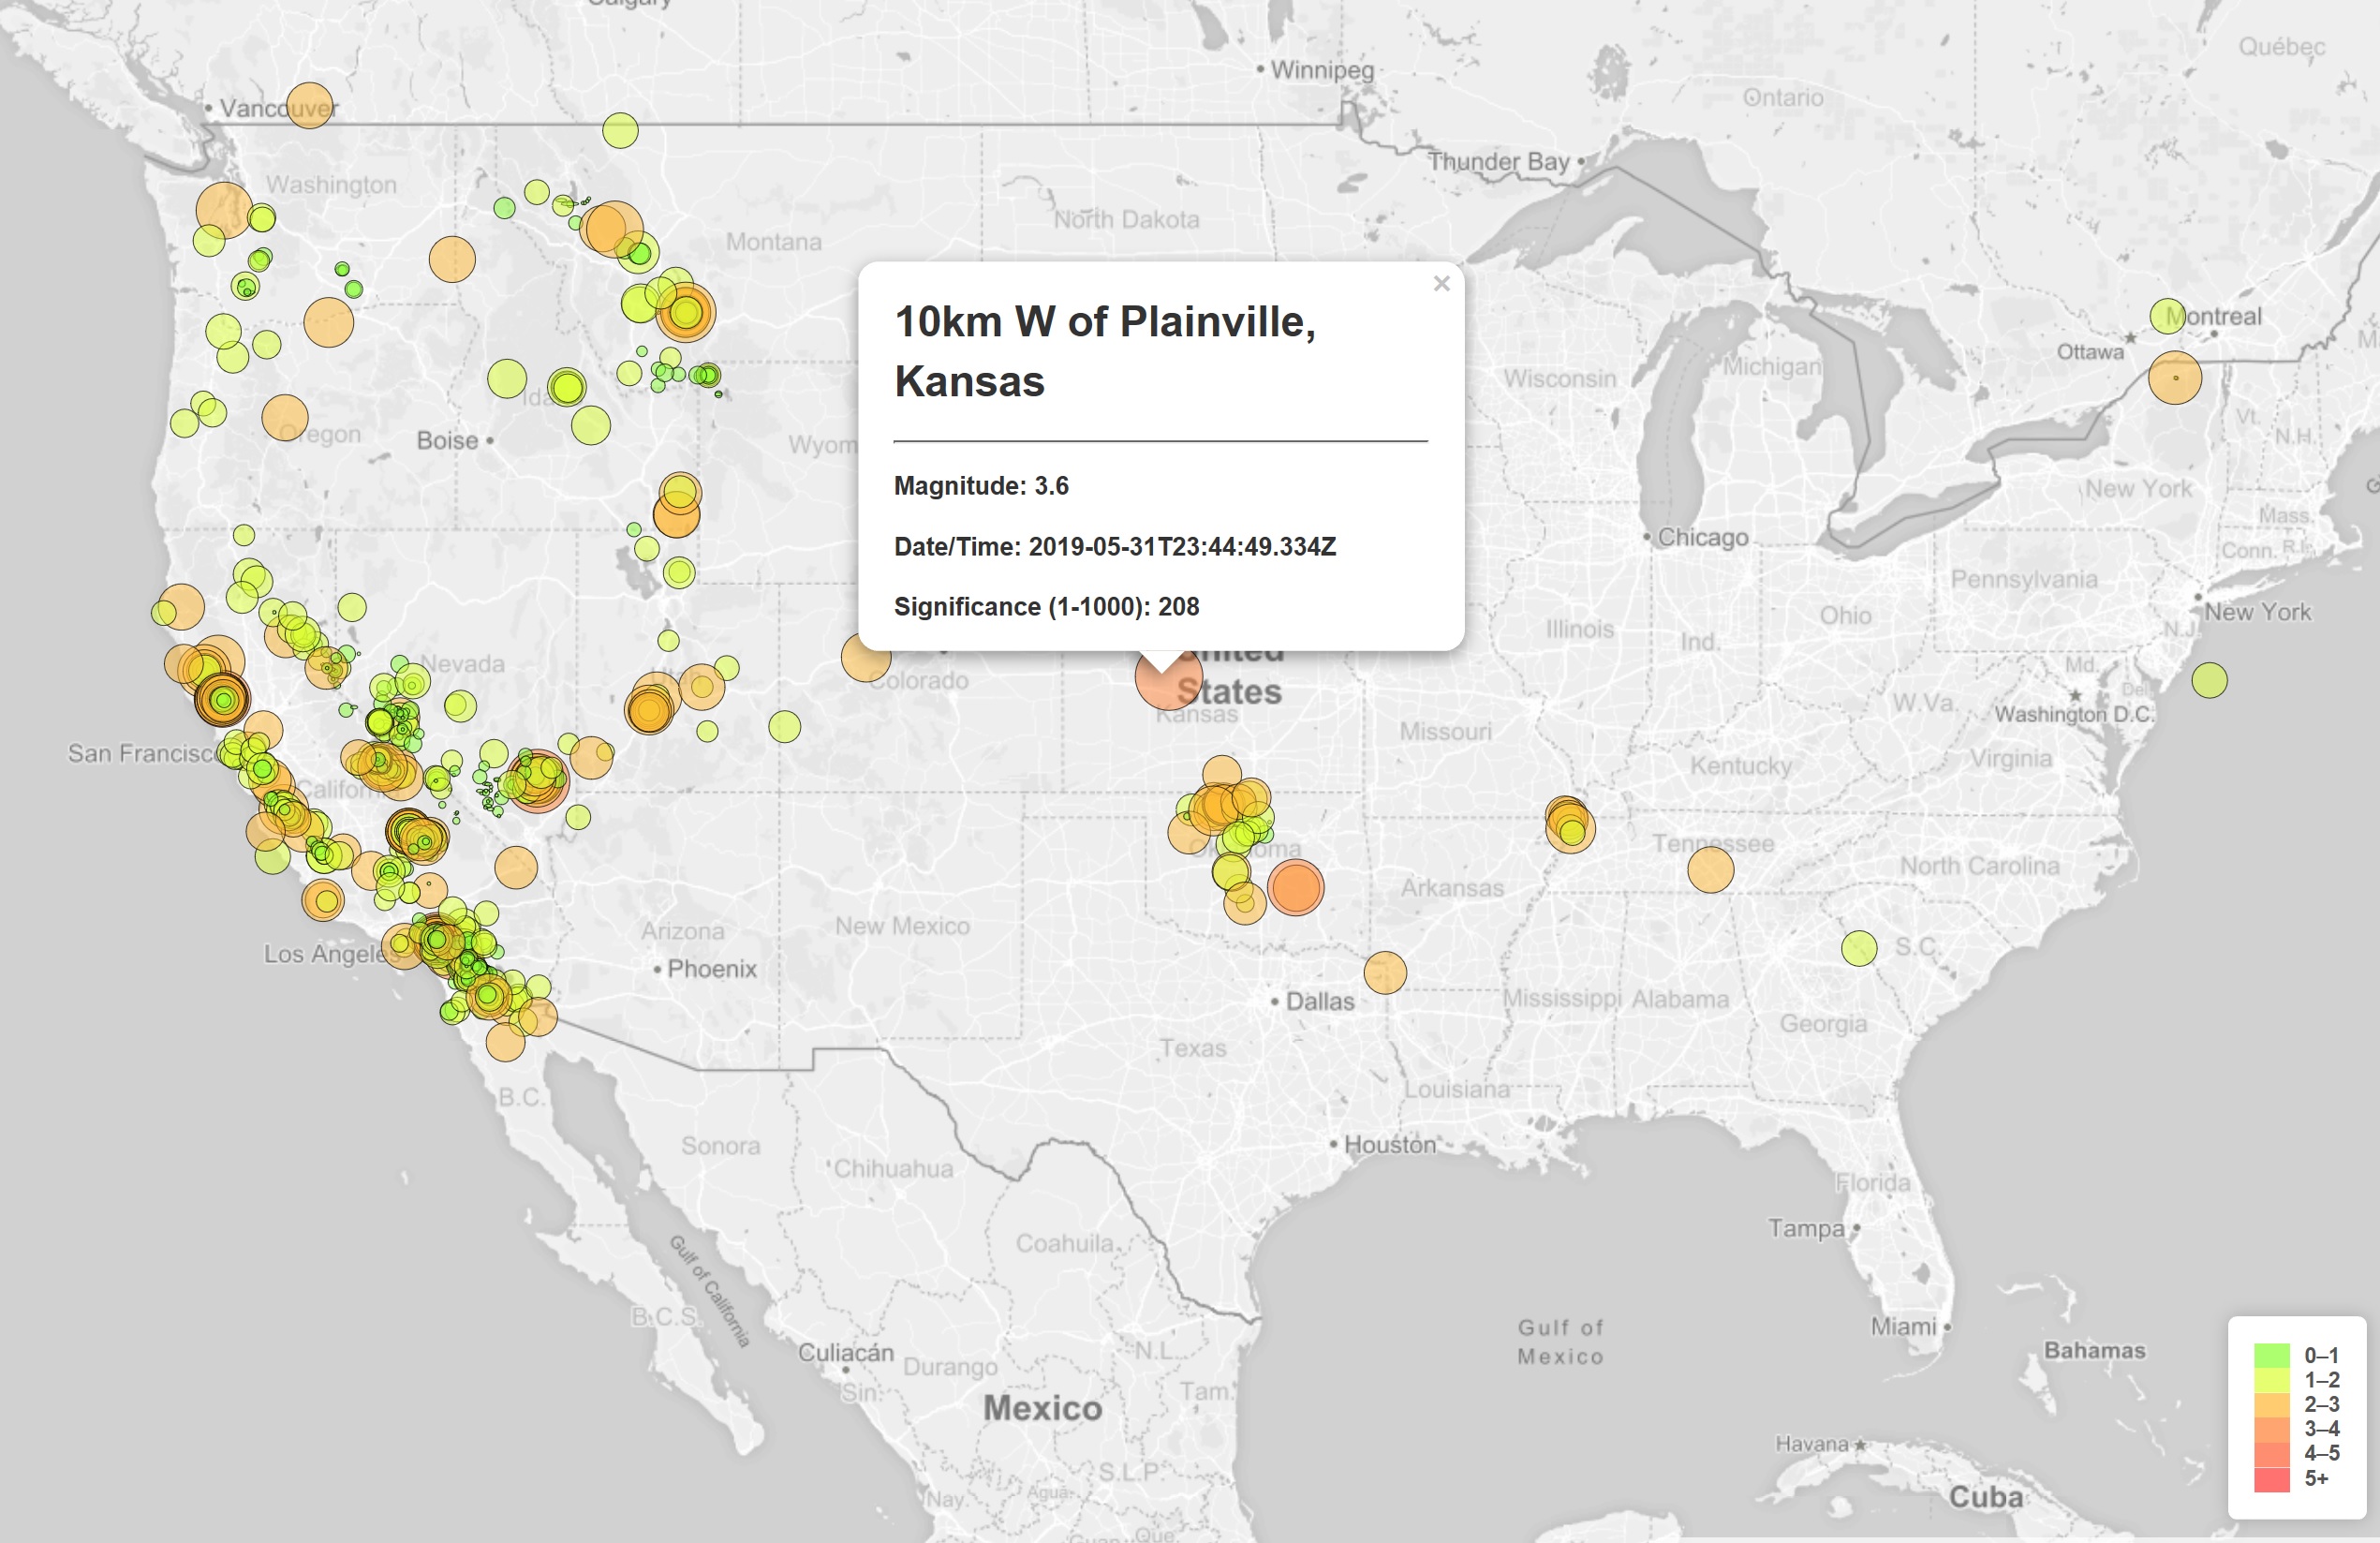 Calgary
Québec
Winnipeg
Ontario
Vancouver
Thunder Bay
Washington
North Dakota
Montana
Montreal
Ottawa
Michigan
Wisconsin
10km W of Plainville,
Kansas
Magnitude: 3.6
Date/Time: 2019-05-31T23:44:49.334Z
Significance (1-1000): 208
×
Vt.
N.H.
Oregon
Boise
Wyom
New York
Mass.
Chicago
Conn.
R.I.
Pennsylvania
New York
Ohio
Illinois
Ind.
N.J.
Nevada
Utah
Colorado
United
States
Kansas
Md.
Del.
W.Va.
Washington D.C.
Missouri
San Francisco
Kentucky
Virginia
California
Oklahoma
Tennessee
North Carolina
Arkansas
Arizona
New Mexico
Los Angeles
Phoenix
S.C.
Dallas
Mississippi
Alabama
Georgia
Texas
Louisiana
B.C.
Sonora
Houston
Chihuahua
Florida
Tampa
Coahuila
Gulf of California
B.C.S.
Gulf of
Mexico
Miami
Culiacán
Durango
N.L.
Bahamas
Sin.
Tam.
Mexico
Havana
S.L.P.
Cuba
Nay.
Que.
0–1
1–2
2–3
3–4
4–5
5+